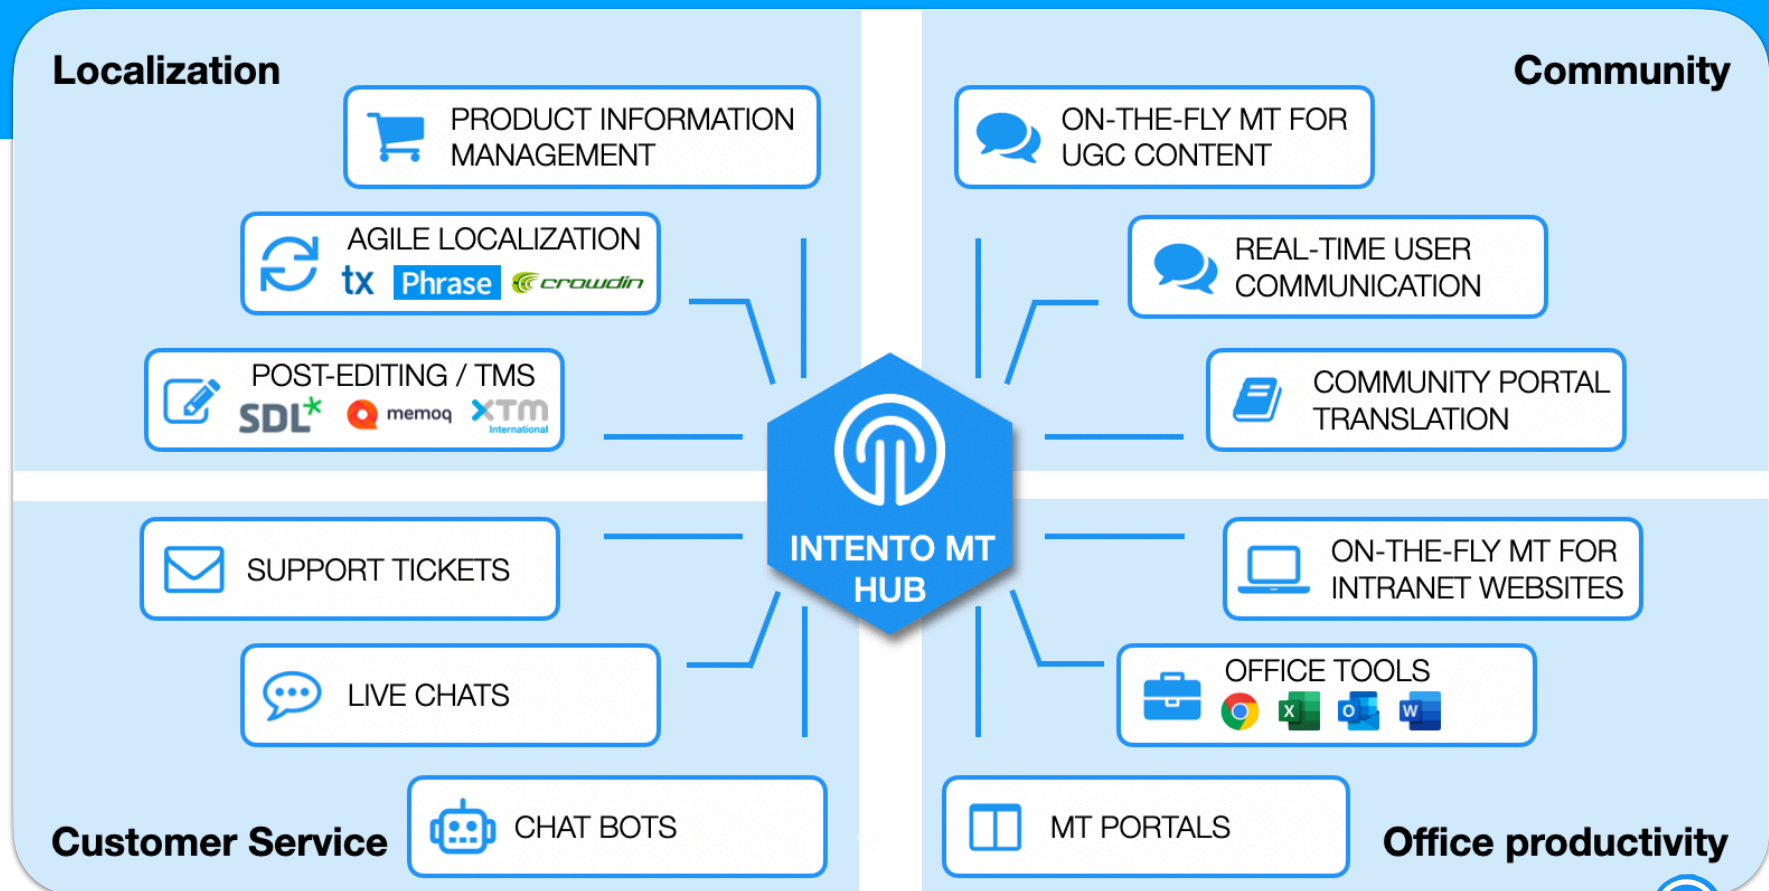 Localization
Community
PRODUCT INFORMATION
MANAGEMENT
ON-THE-FLY MT FOR
UGC CONTENT
AGILE LOCALIZATION
tx Phrase crowdin
REAL-TIME USER
COMMUNICATION
POST-EDITING / TMS
SDL* memoq XTM
International
COMMUNITY PORTAL
TRANSLATION
INTENTO MT
HUB
SUPPORT TICKETS
ON-THE-FLY MT FOR
INTRANET WEBSITES
LIVE CHATS
OFFICE TOOLS
X O W
CHAT BOTS
MT PORTALS
Customer Service
Office productivity